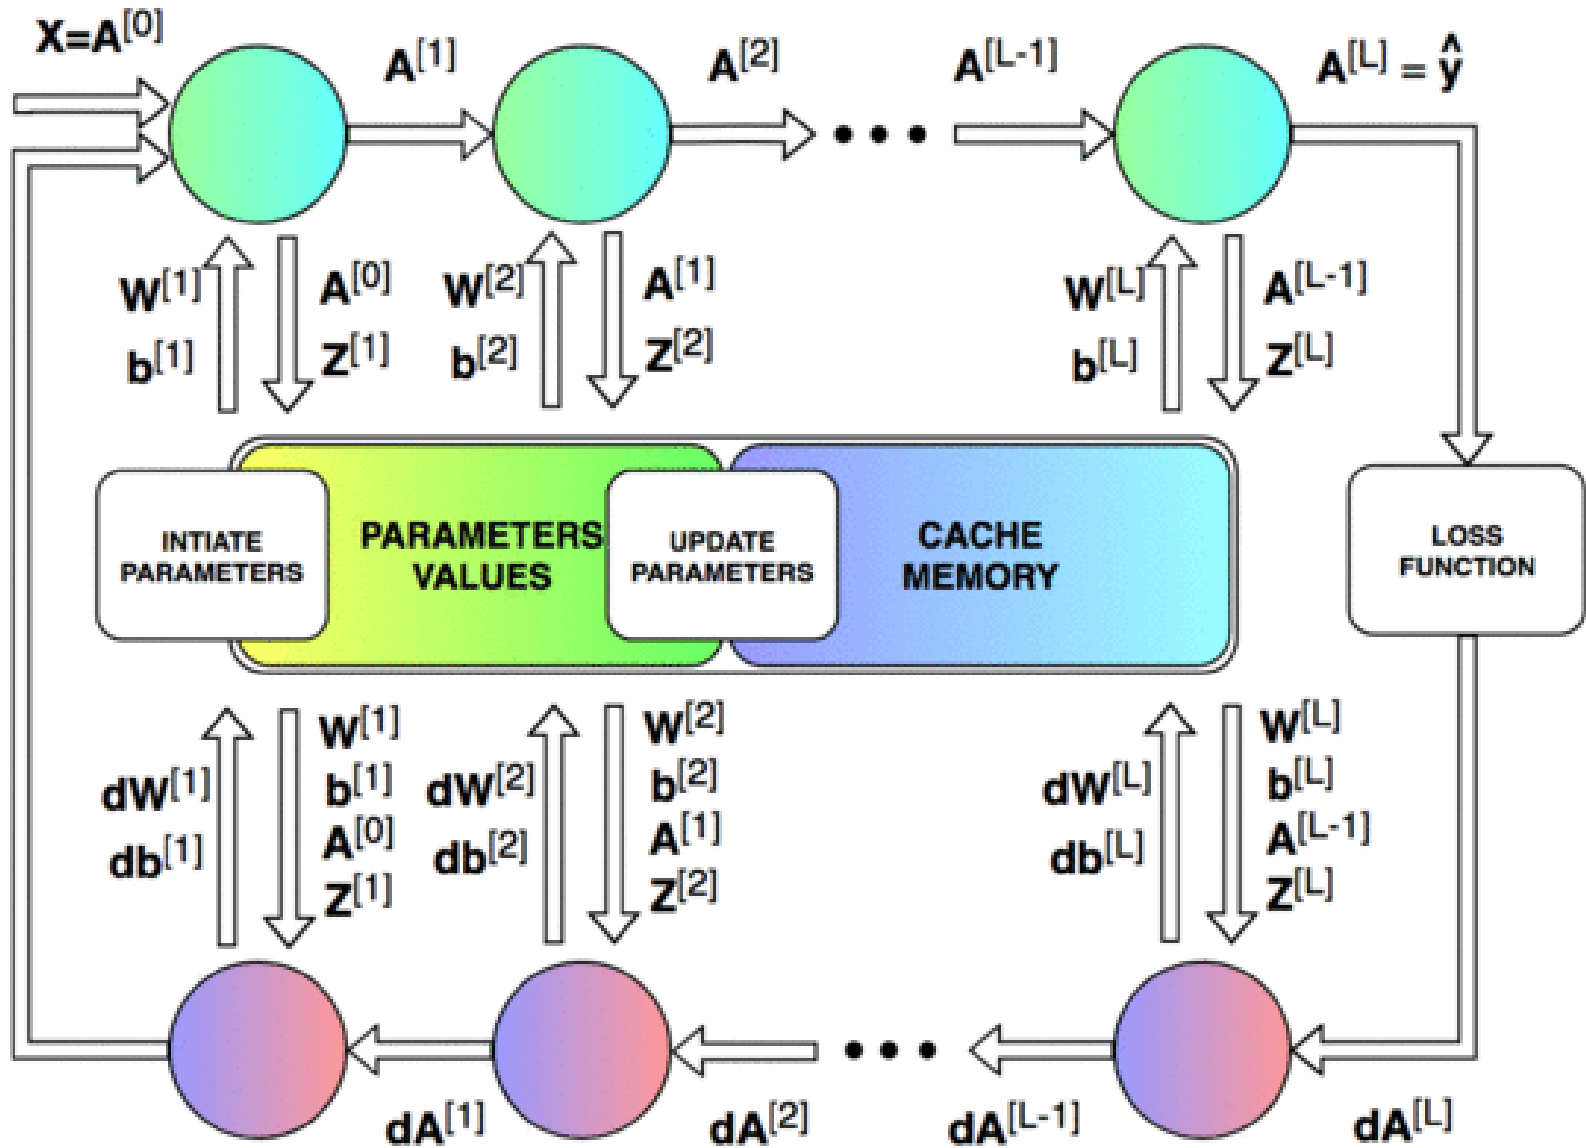 X=A[0]
A[1]
A[2]
A[L-1]
A[L] = ŷ
W[1]
b[1]
A[0]
Z[1]
W[2]
b[2]
A[1]
Z[2]
W[L]
b[L]
A[L-1]
Z[L]
INTIATE
PARAMETERS
PARAMETERS
VALUES
UPDATE
PARAMETERS
CACHE
MEMORY
LOSS
FUNCTION
dW[1]
db[1]
W[1]
b[1]
A[0]
Z[1]
dW[2]
db[2]
W[2]
b[2]
A[1]
Z[2]
dW[L]
db[L]
W[L]
b[L]
A[L-1]
Z[L]
dA[1]
dA[2]
dA[L-1]
dA[L]